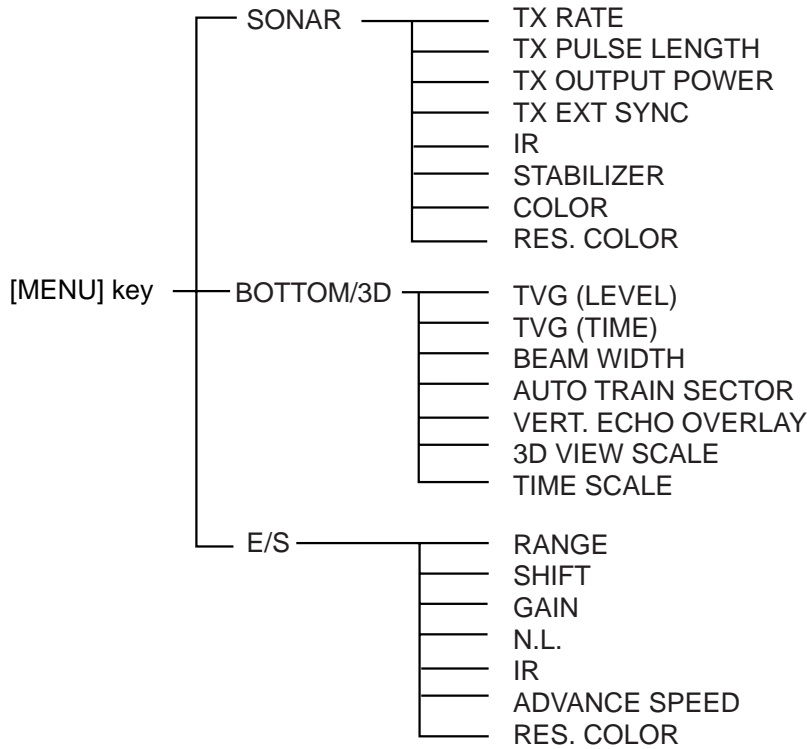 SONAR
TX RATE
TX PULSE LENGTH
TX OUTPUT POWER
TX EXT SYNC
IR
STABILIZER
COLOR
RES. COLOR
[MENU] key
BOTTOM/3D
TVG (LEVEL)
TVG (TIME)
BEAM WIDTH
AUTO TRAIN SECTOR
VERT. ECHO OVERLAY
3D VIEW SCALE
TIME SCALE
E/S
RANGE
SHIFT
GAIN
N.L.
IR
ADVANCE SPEED
RES. COLOR